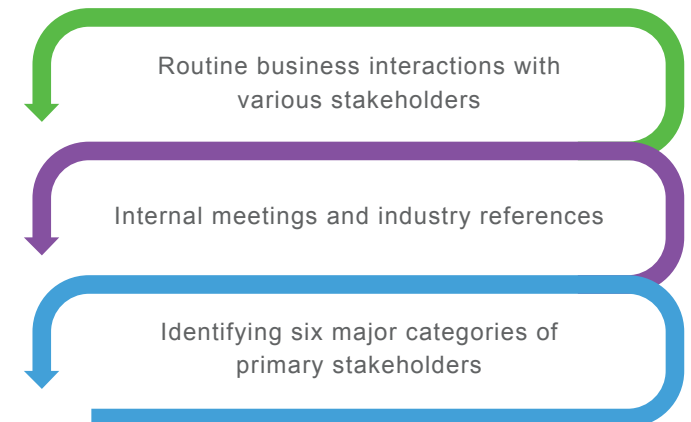 Routine business interactions with
various stakeholders
Internal meetings and industry references
Identifying six major categories of
primary stakeholders